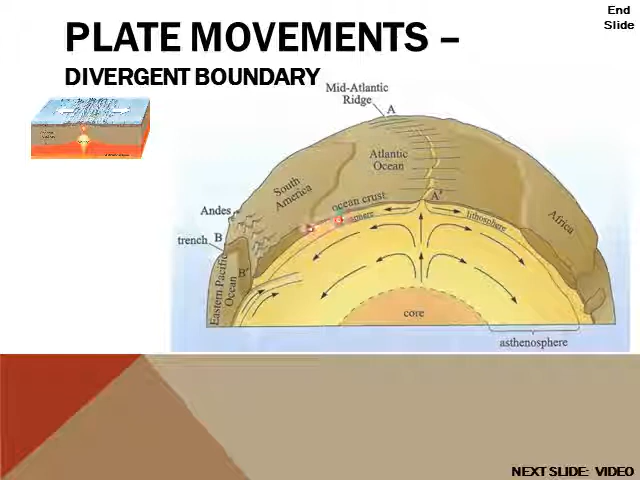 End
Slide
PLATE MOVEMENTS –
DIVERGENT BOUNDARY
Mid-Atlantic
Ridge
A
Atlantic
Ocean
South
America
ocean crust
A'
sphere
lithosphere
Africa
Andes
trench
B
B'
Eastern Pacific
Ocean
core
asthenosphere
NEXT SLIDE: VIDEO